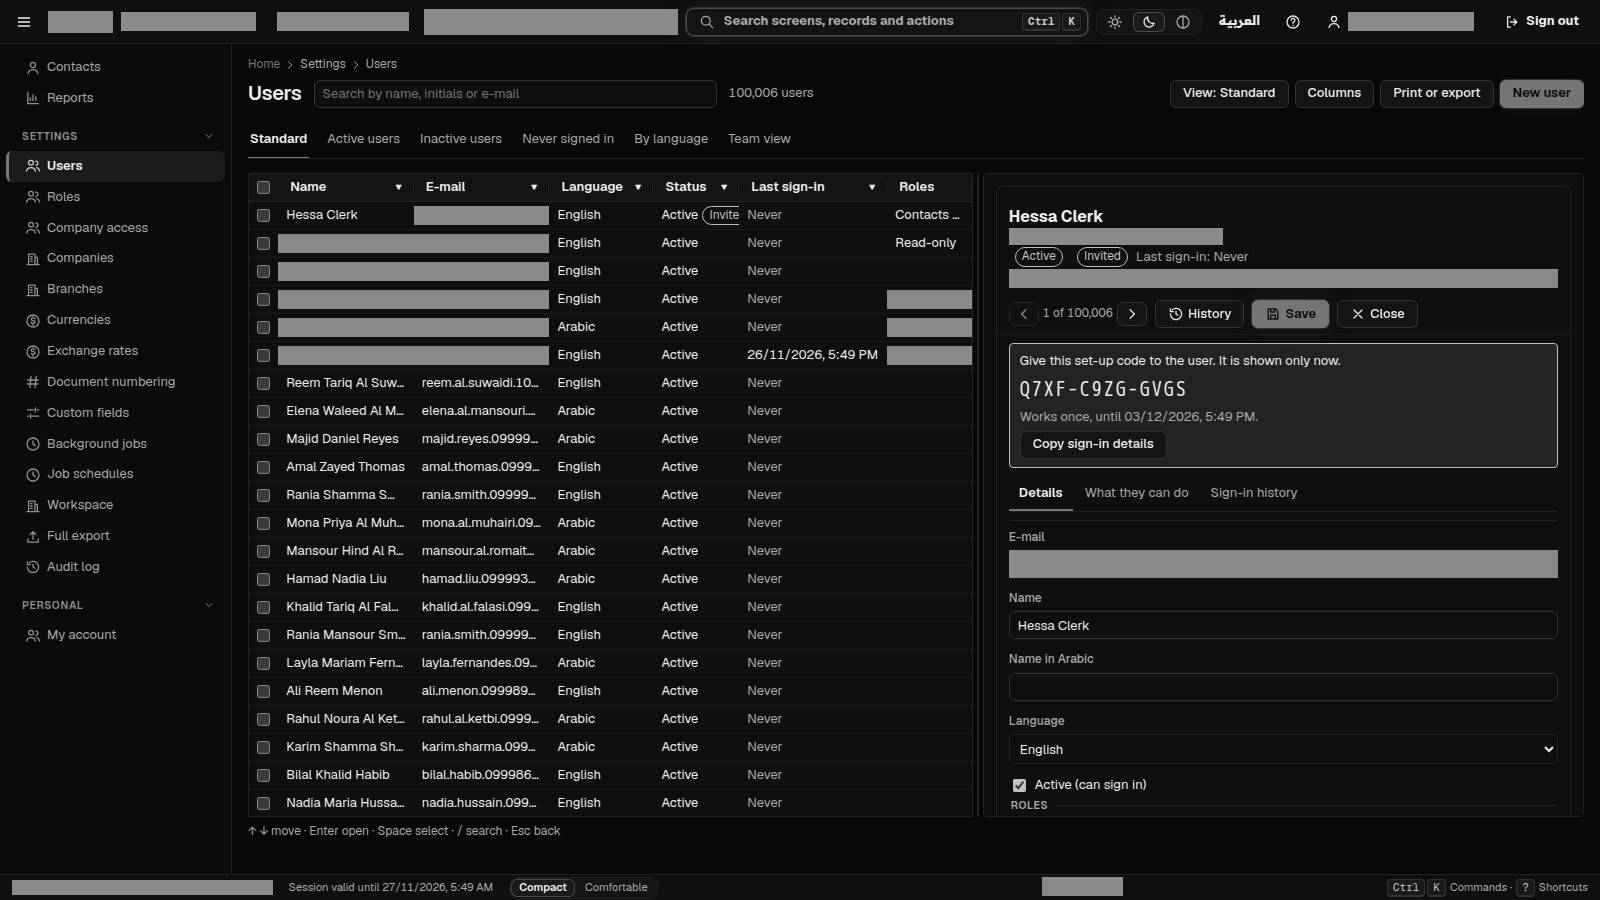 Search screens, records and actions Ctrl K العربية Sign out
Contacts
Reports
SETTINGS
Users
Roles
Company access
Companies
Branches
Currencies
Exchange rates
Document numbering
Custom fields
Background jobs
Job schedules
Workspace
Full export
Audit log
PERSONAL
My account
Home > Settings > Users
Users Search by name, initials or e-mail 100,006 users View: Standard Columns Print or export New user
Standard Active users Inactive users Never signed in By language Team view
Name E-mail Language Status Last sign-in Roles
Hessa Clerk English Active Invite Never Contacts ...
English Active Never Read-only
English Active Never
English Active Never
Arabic Active Never
English Active 26/11/2026, 5:49 PM
Reem Tariq Al Suw... reem.al.suwaidi.10... English Active Never
Elena Waleed Al M... elena.al.mansouri.... Arabic Active Never
Majid Daniel Reyes majid.reyes.09999... Arabic Active Never
Amal Zayed Thomas amal.thomas.0999... English Active Never
Rania Shamma S... rania.smith.09999... English Active Never
Mona Priya Al Muh... mona.al.muhairi.09... Arabic Active Never
Mansour Hind Al R... mansour.al.romait... Arabic Active Never
Hamad Nadia Liu hamad.liu.099993... Arabic Active Never
Khalid Tariq Al Fal... khalid.al.falasi.099... English Active Never
Rania Mansour Sm... rania.smith.09999... English Active Never
Layla Mariam Fern... layla.fernandes.09... Arabic Active Never
Ali Reem Menon ali.menon.099989... English Active Never
Rahul Noura Al Ket... rahul.al.ketbi.0999... Arabic Active Never
Karim Shamma Sh... karim.sharma.099... Arabic Active Never
Bilal Khalid Habib bilal.habib.099986... English Active Never
Nadia Maria Hussa... nadia.hussain.099... English Active Never
↑↓ move · Enter open · Space select · / search · Esc back
Hessa Clerk
Active Invited Last sign-in: Never
1 of 100,006 History Save Close
Give this set-up code to the user. It is shown only now.
Q7XF-C9ZG-GVGS
Works once, until 03/12/2026, 5:49 PM.
Copy sign-in details
Details What they can do Sign-in history
E-mail
Name
Hessa Clerk
Name in Arabic
Language
English
Active (can sign in)
ROLES
Session valid until 27/11/2026, 5:49 AM Compact Comfortable Ctrl K Commands · ? Shortcuts